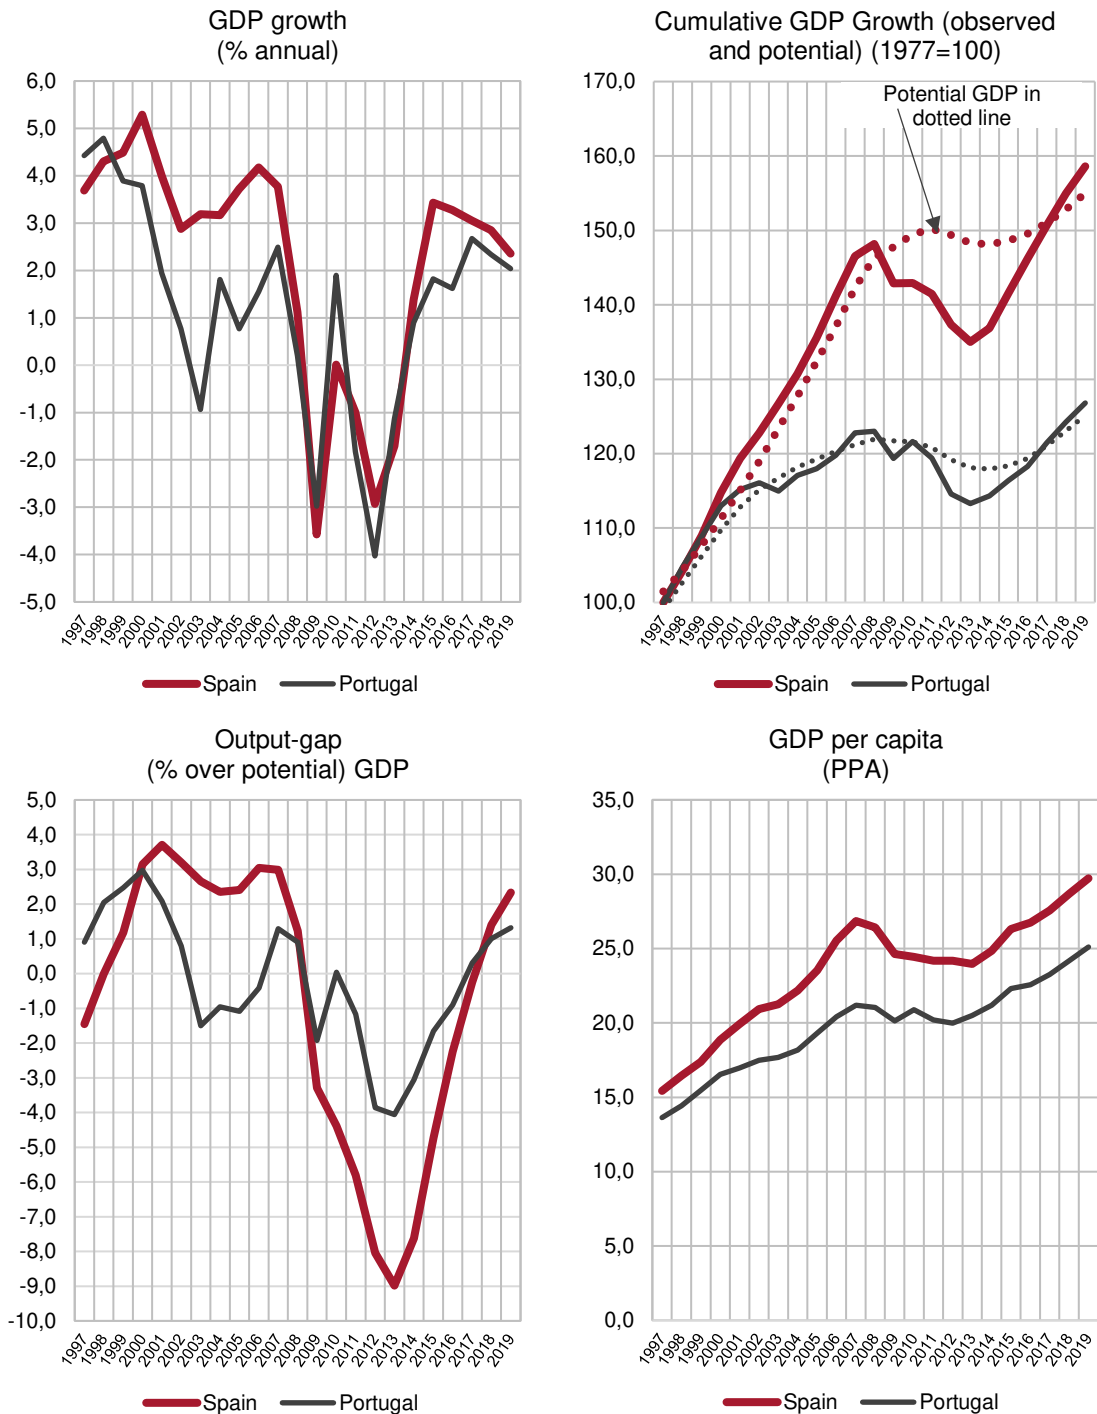 GDP growth
(% annual)
6,0
5,0
4,0
3,0
2,0
1,0
0,0
-1,0
-2,0
-3,0
-4,0
-5,0
1997 1998 1999 2000 2001 2002 2003 2004 2005 2006 2007 2008 2009 2010 2011 2012 2013 2014 2015 2016 2017 2018 2019
Spain Portugal
Cumulative GDP Growth (observed
and potential) (1977=100)
170,0
Potential GDP in
dotted line
160,0
150,0
140,0
130,0
120,0
110,0
100,0
1997 1998 1999 2000 2001 2002 2003 2004 2005 2006 2007 2008 2009 2010 2011 2012 2013 2014 2015 2016 2017 2018 2019
Spain Portugal
Output-gap
(% over potential) GDP
5,0
4,0
3,0
2,0
1,0
0,0
-1,0
-2,0
-3,0
-4,0
-5,0
-6,0
-7,0
-8,0
-9,0
-10,0
1997 1998 1999 2000 2001 2002 2003 2004 2005 2006 2007 2008 2009 2010 2011 2012 2013 2014 2015 2016 2017 2018 2019
Spain Portugal
GDP per capita
(PPA)
35,0
30,0
25,0
20,0
15,0
10,0
5,0
0,0
1997 1998 1999 2000 2001 2002 2003 2004 2005 2006 2007 2008 2009 2010 2011 2012 2013 2014 2015 2016 2017 2018 2019
Spain Portugal